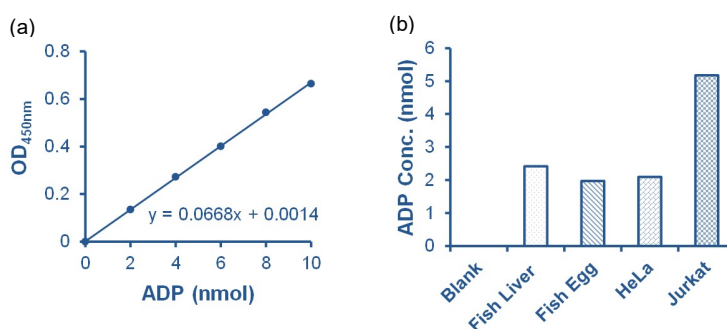 (a)
0.8
0.6
0.4
0.2
0
OD450nm
y = 0.0668x + 0.0014
0 2 4 6 8 10
ADP (nmol)
(b)
6
5
4
3
2
1
0
ADP Conc. (nmol)
Blank
Fish Liver
Fish Egg
HeLa
Jurkat